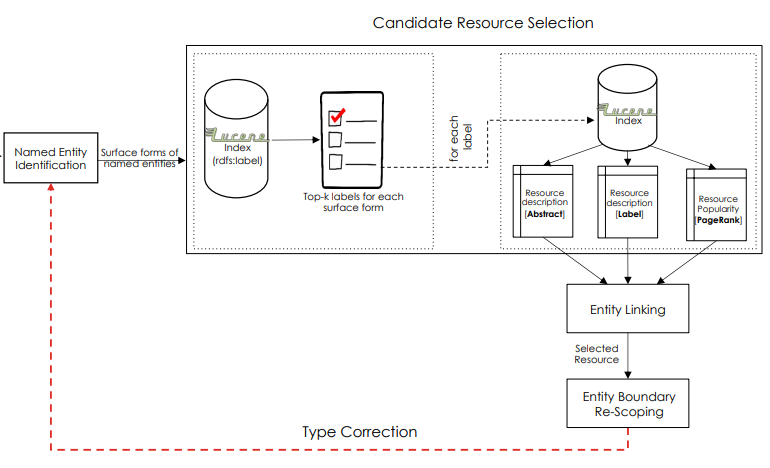 Candidate Resource Selection
Named Entity
Identification
Surface forms of
named entities
Lucene
Index
(rdfs:label)
Top-k labels for each
surface form
for each
label
Lucene
Index
Resource
description
[Abstract]
Resource
description
[Label]
Resource
Popularity
[PageRank]
Entity Linking
Selected
Resource
Entity Boundary
Re-Scoping
Type Correction